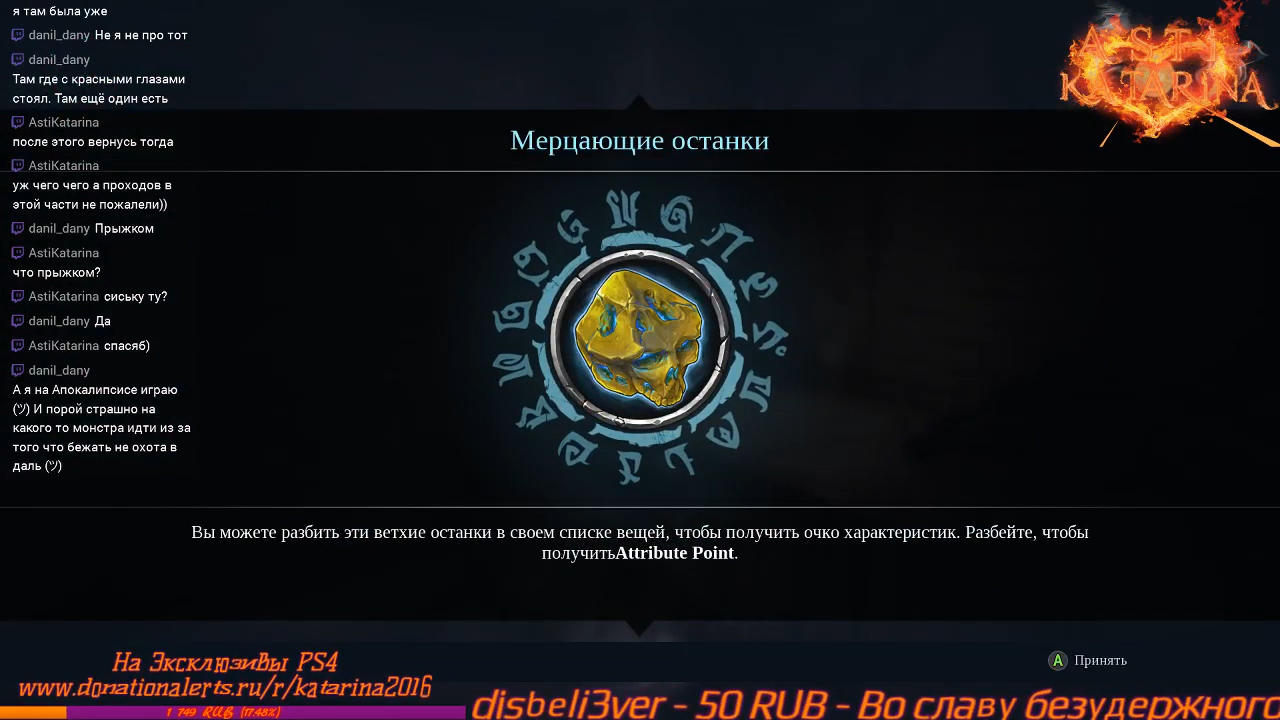 я там была уже
danil_dany Не я не про тот
danil_dany
Там где с красными глазами
стоял. Там ещё один есть
AstiKatarina
после этого вернусь тогда
AstiKatarina
уж чего чего а проходов в
этой части не пожалели))
danil_dany Прыжком
AstiKatarina
что прыжком?
AstiKatarina сиську ту?
danil_dany Да
AstiKatarina спасяб)
danil_dany
А я на Апокалипсисе играю
(ツ) И порой страшно на
какого то монстра идти из за
того что бежать не охота в
даль (ツ)
ASTI
KATARINA
Мерцающие останки
Вы можете разбить эти ветхие останки в своем списке вещей, чтобы получить очко характеристик. Разбейте, чтобы
получитьAttribute Point.
A Принять
На Эксклюзивы PS4
www.donationalerts.ru/r/katarina2016
1 749 RUB (17.48%)
disbeli3ver - 50 RUB - Во славу безудержного